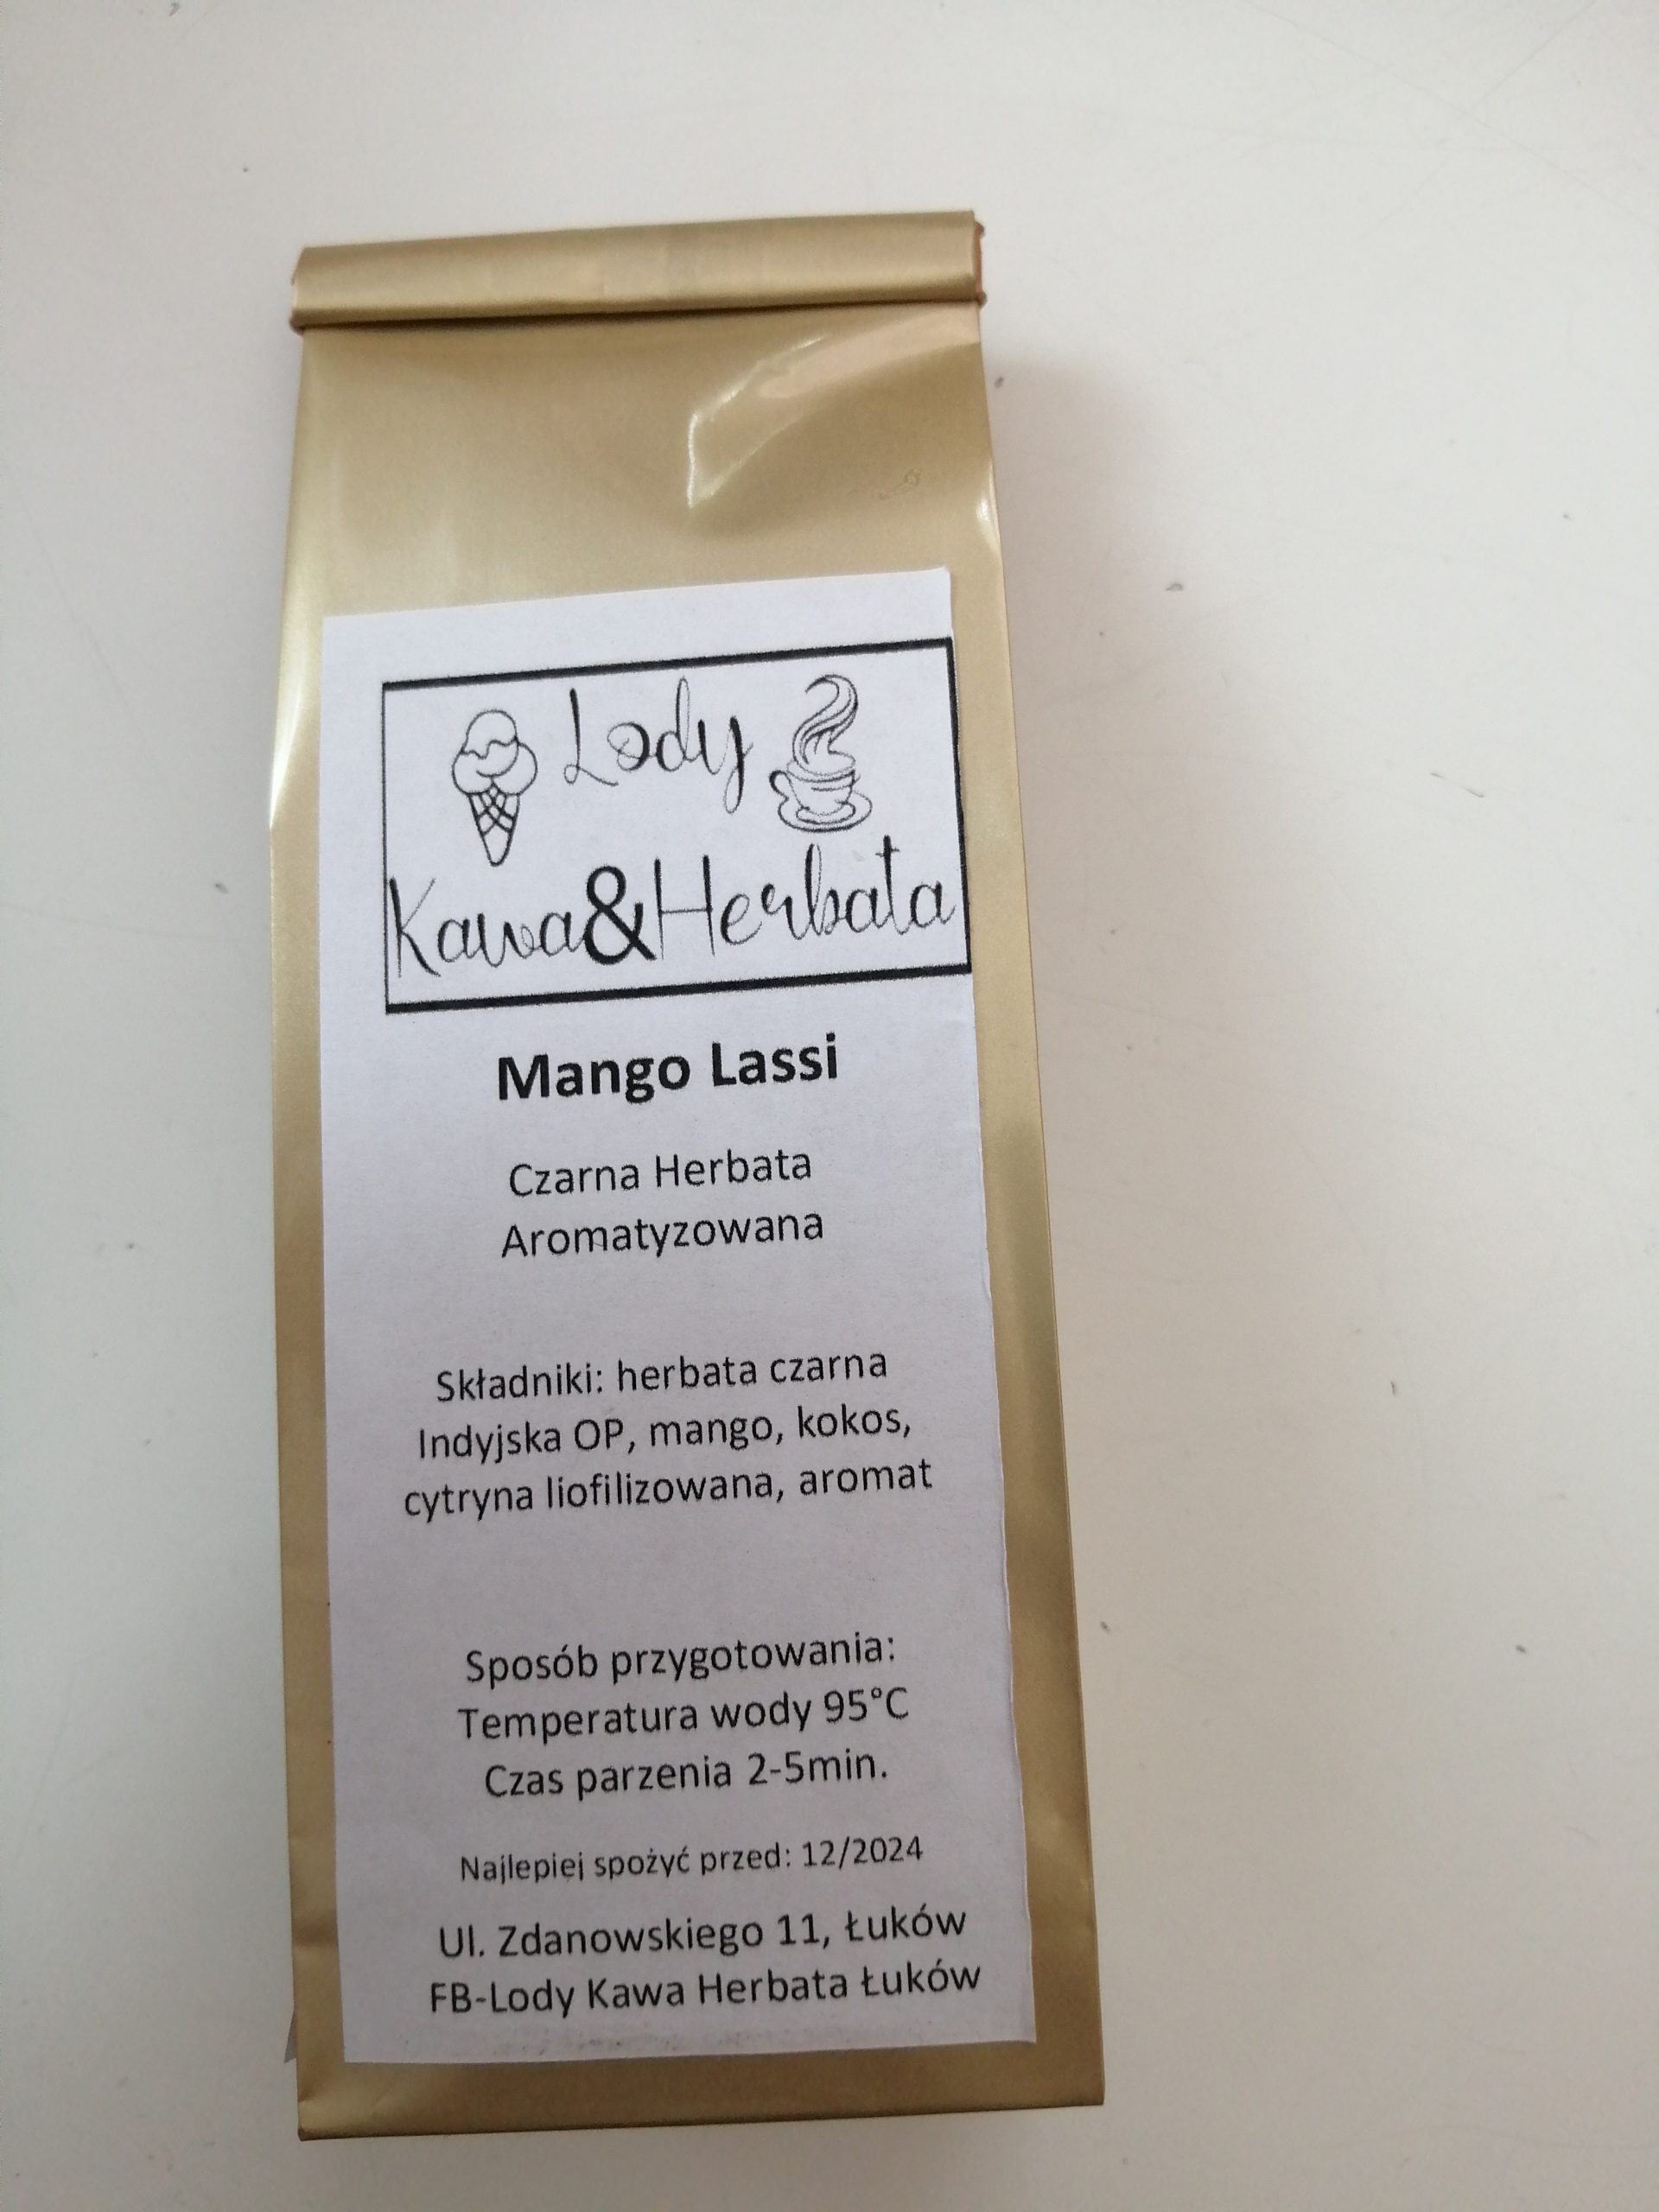 Lody
Kawa&Herbata
Mango Lassi
Czarna Herbata
Aromatyzowana
Składniki: herbata czarna
Indyjska OP, mango, kokos,
cytryna liofilizowana, aromat
Sposób przygotowania:
Temperatura wody 95°C
Czas parzenia 2-5min.
Najlepiej spożyć przed: 12/2024
Ul. Zdanowskiego 11, Łuków
FB-Lody Kawa Herbata Łuków